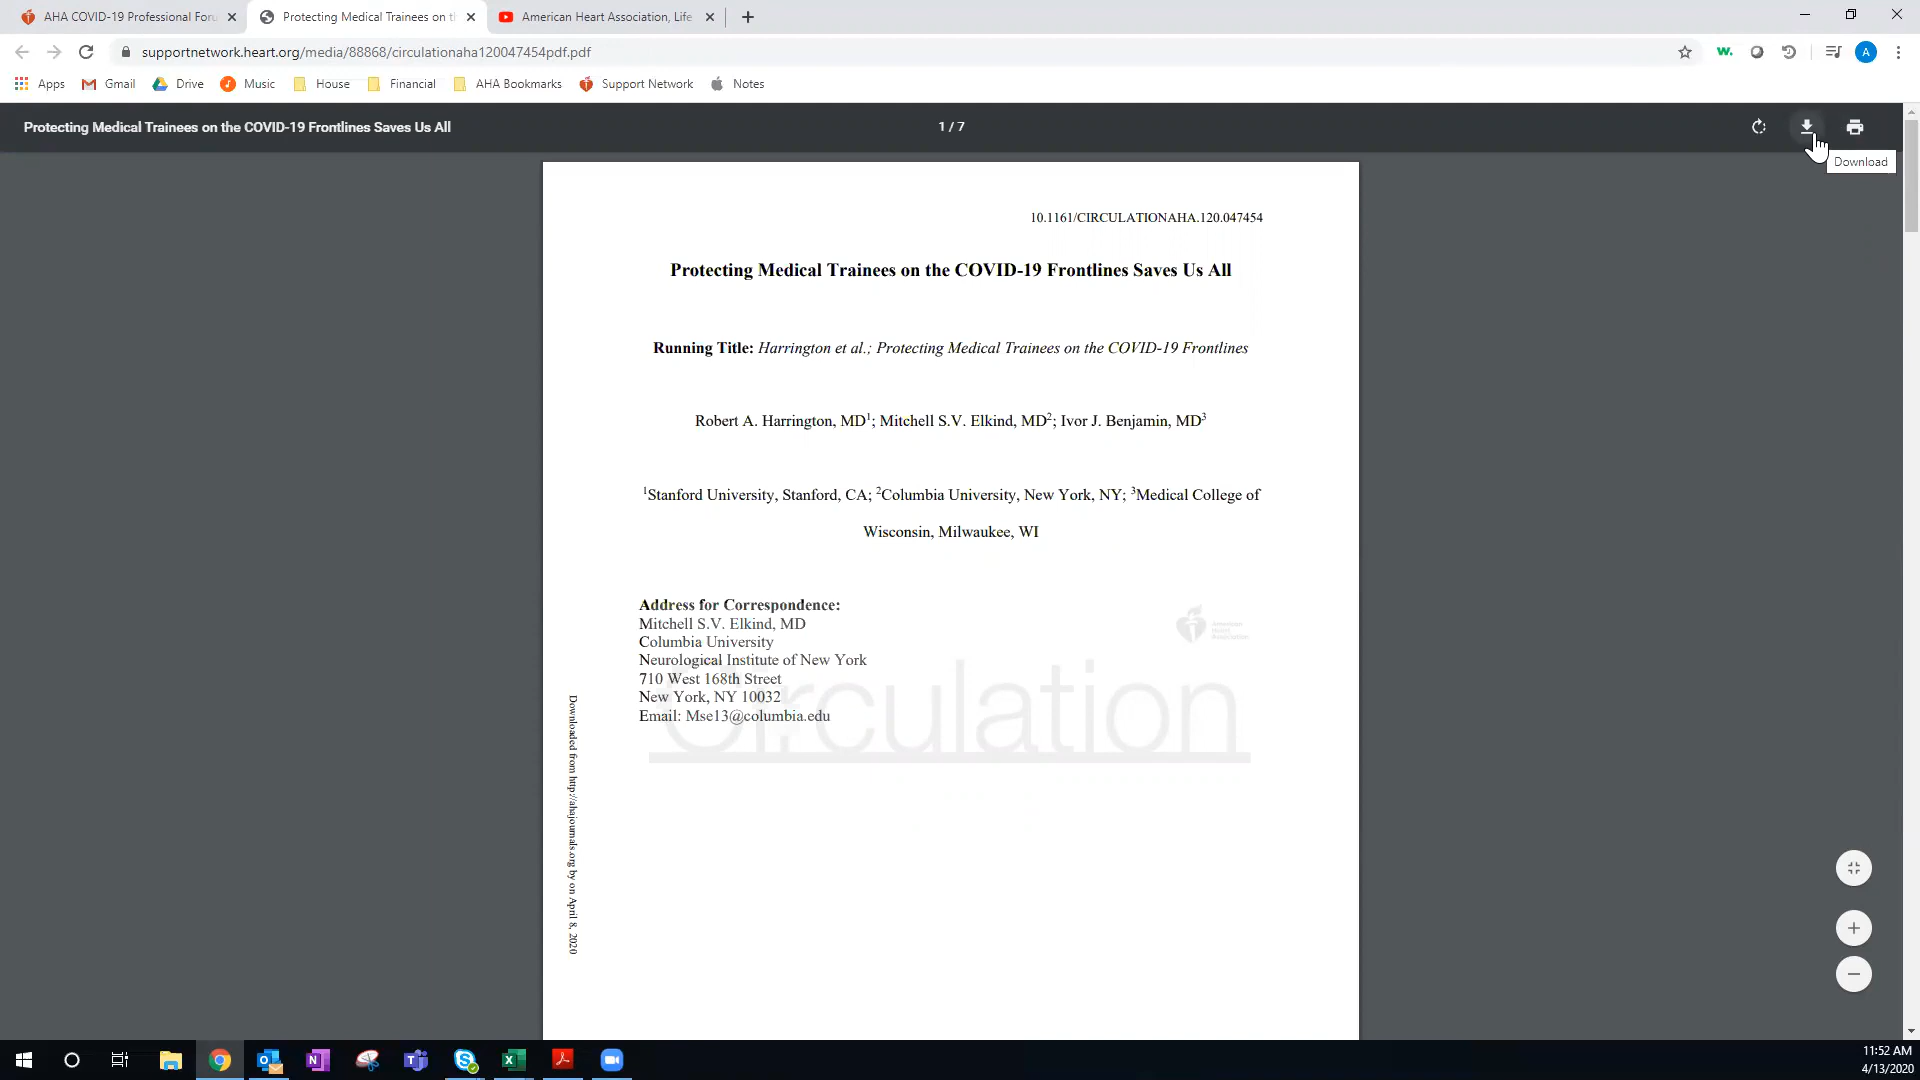 AHA COVID-19 Professional Foru
Protecting Medical Trainees on t
American Heart Association, Life
supportnetwork.heart.org/media/88868/circulationaha120047454pdf.pdf
w.
A
Apps
Gmail
Drive
Music
House
Financial
AHA Bookmarks
Support Network
Notes
Protecting Medical Trainees on the COVID-19 Frontlines Saves Us All
1 / 7
Download
10.1161/CIRCULATIONAHA.120.047454
Protecting Medical Trainees on the COVID-19 Frontlines Saves Us All
Running Title: Harrington et al.; Protecting Medical Trainees on the COVID-19 Frontlines
Robert A. Harrington, MD1; Mitchell S.V. Elkind, MD2; Ivor J. Benjamin, MD3
1Stanford University, Stanford, CA; 2Columbia University, New York, NY; 3Medical College of
Wisconsin, Milwaukee, WI
Address for Correspondence:
Mitchell S.V. Elkind, MD
Columbia University
Neurological Institute of New York
710 West 168th Street
New York, NY 10032
Email: Mse13@columbia.edu
American
Heart
Association
Circulation
Downloaded from http://ahajournals.org by on April 8, 2020
11:52 AM
4/13/2020